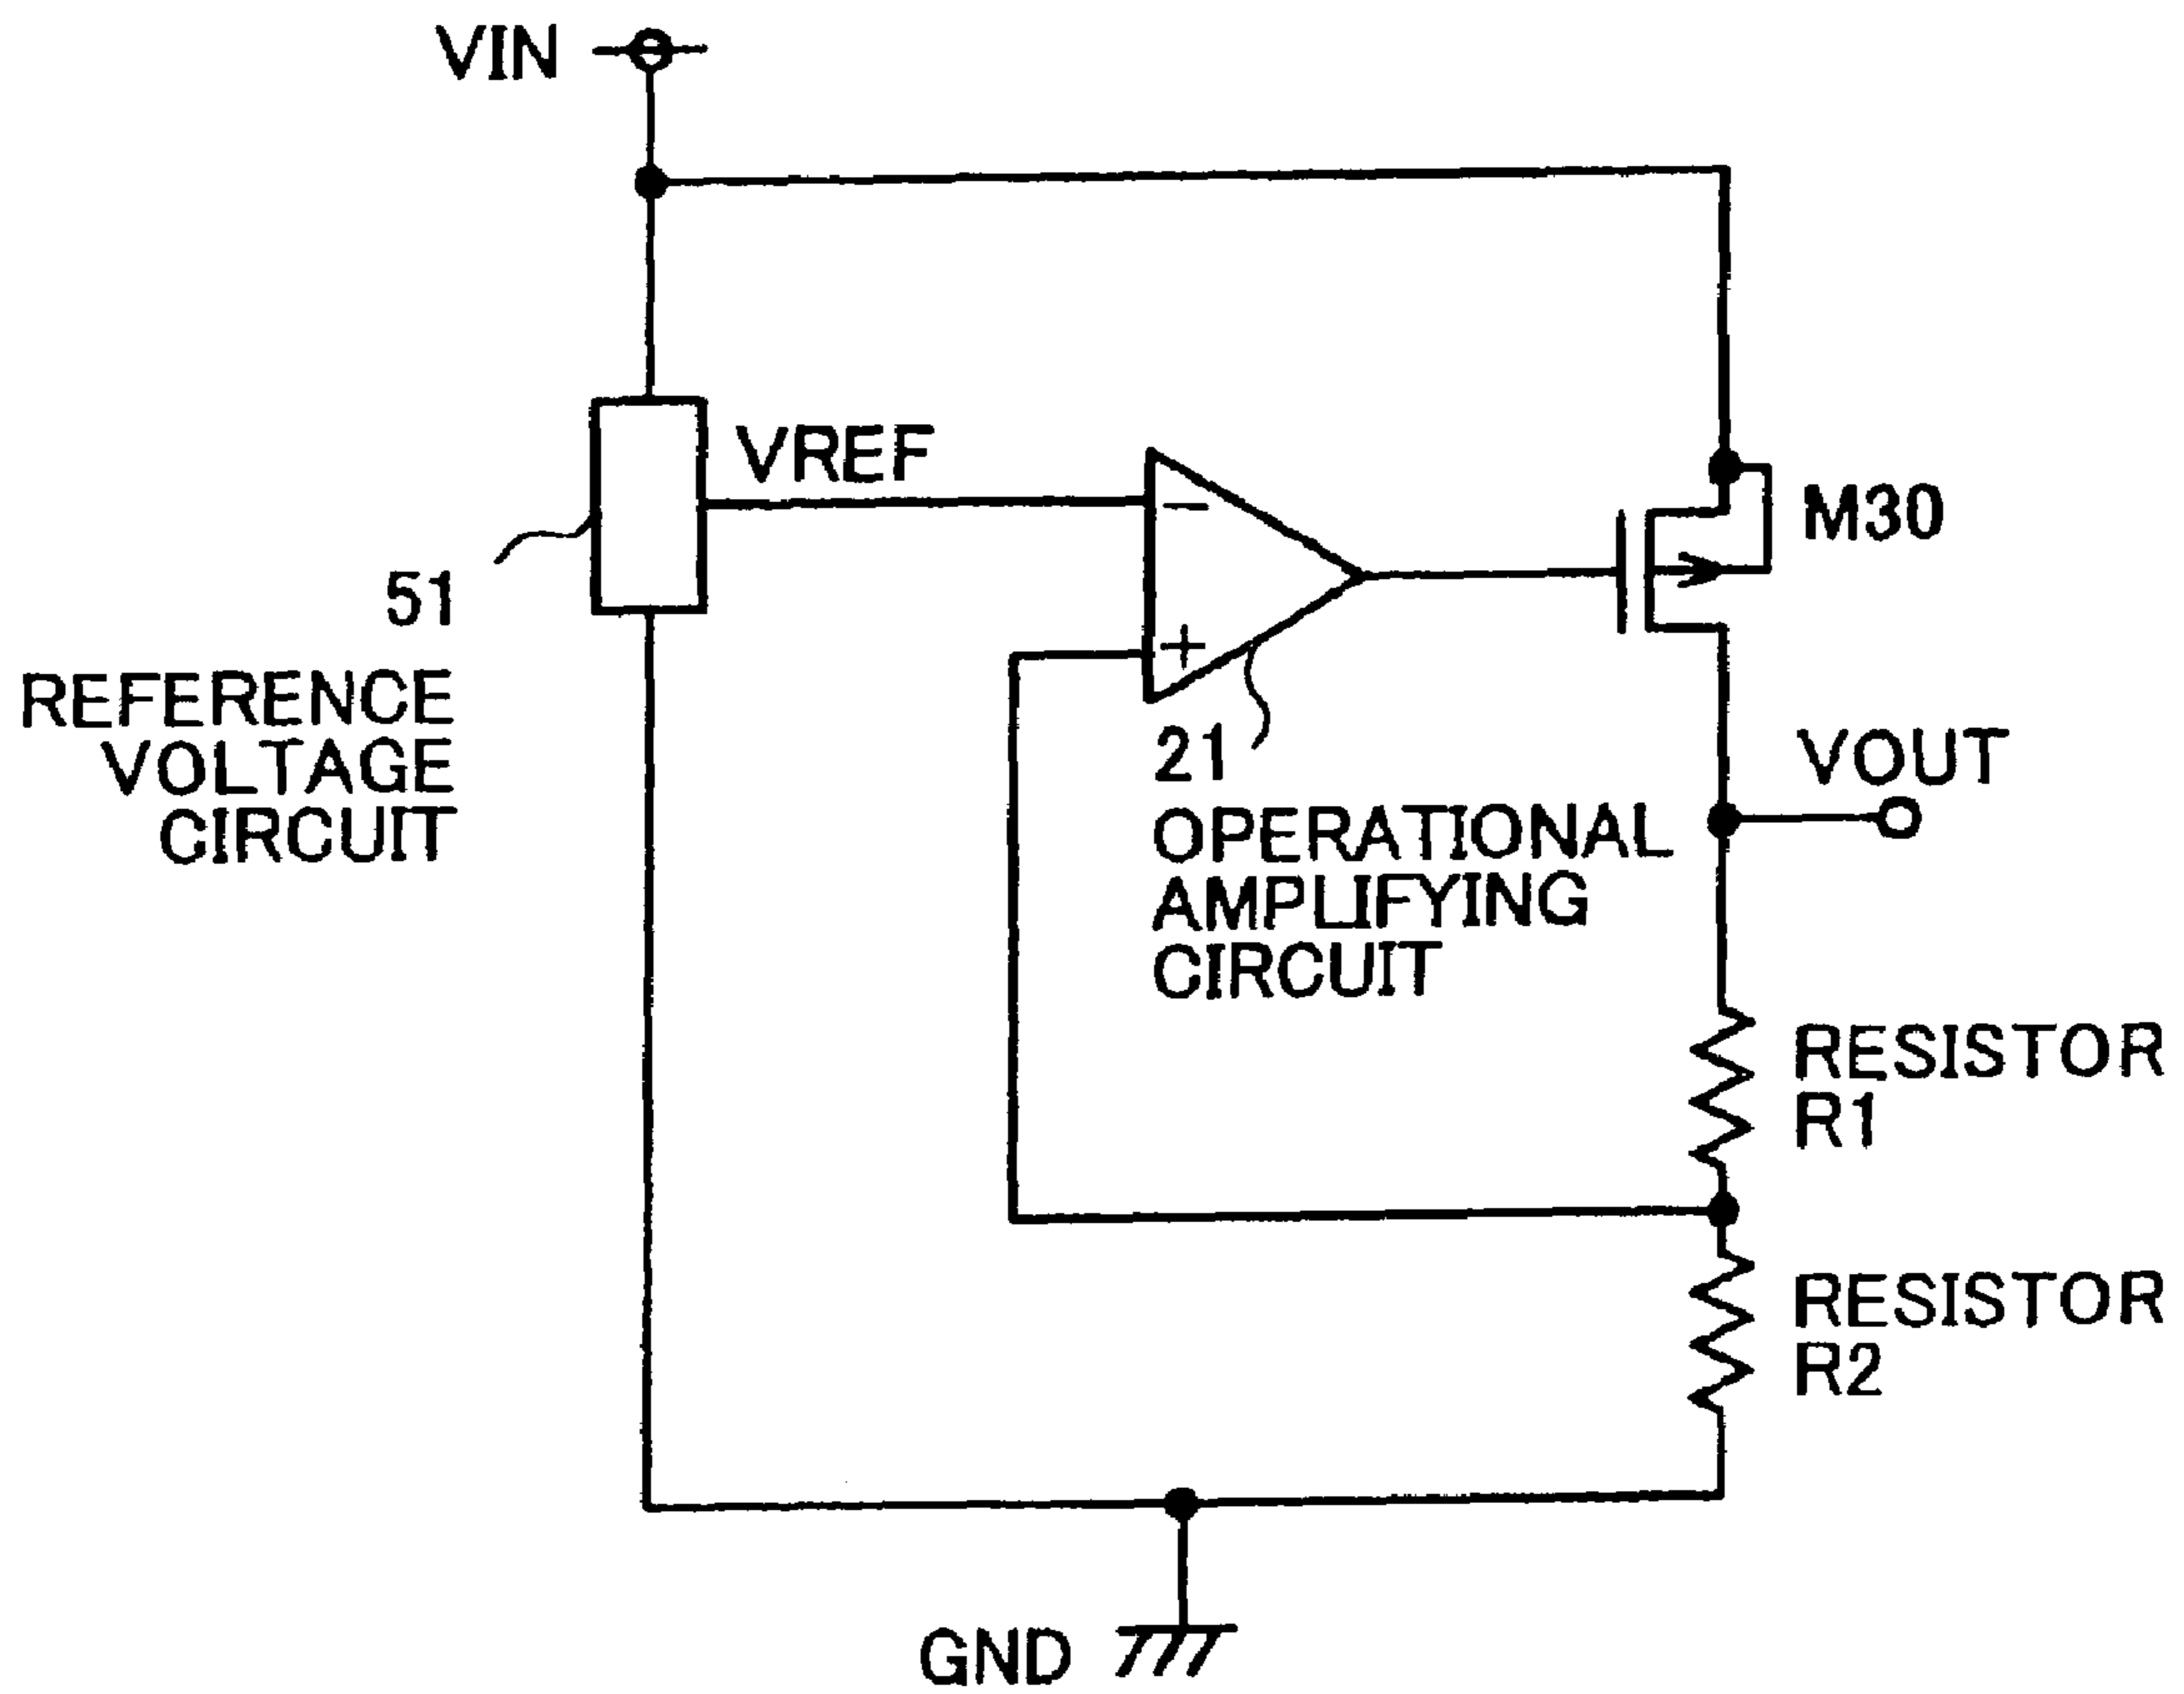 VIN
VREF
M30
51
REFERENCE
VOLTAGE
CIRCUIT
−
+
21
OPERATIONAL
AMPLIFYING
CIRCUIT
VOUT
RESISTOR
R1
RESISTOR
R2
GND